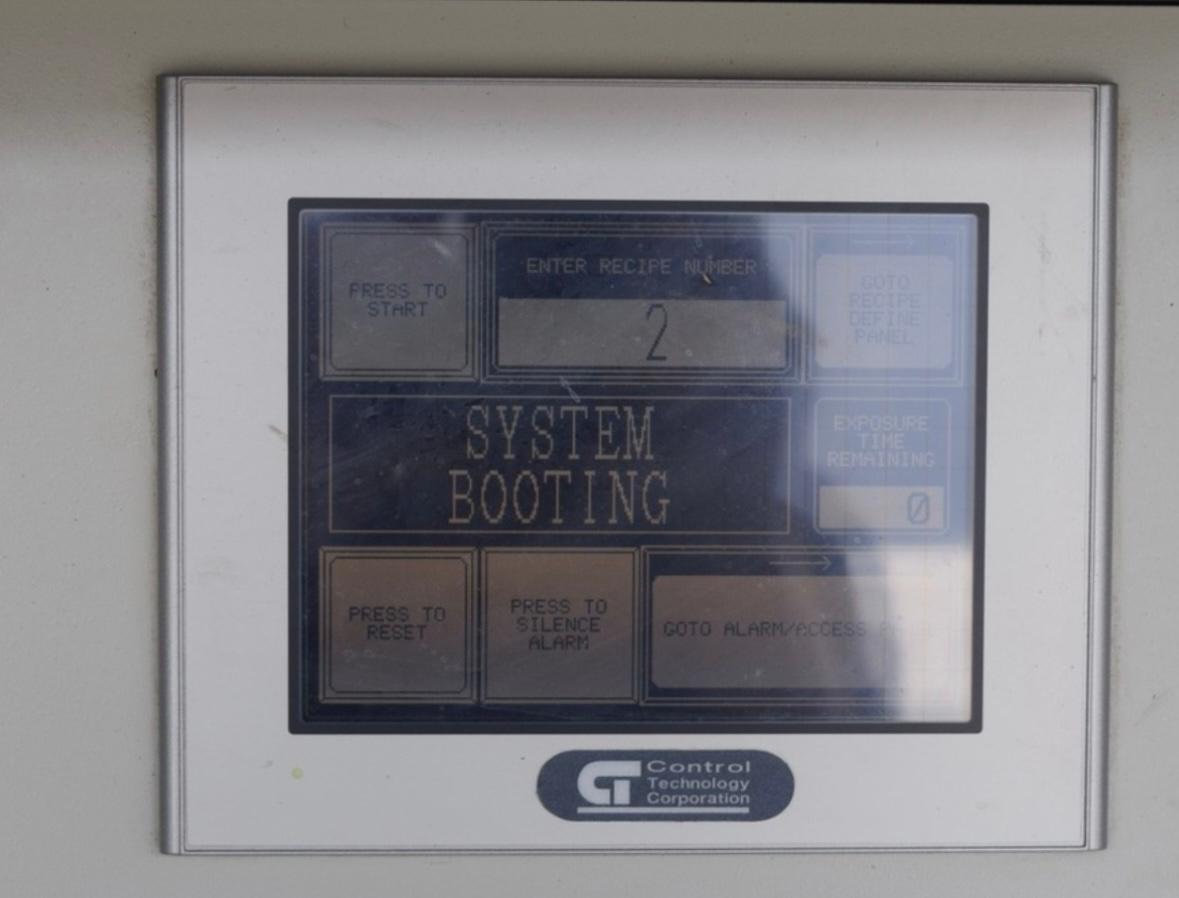 PRESS TO
START
ENTER RECIPE NUMBER
2
GOTO
RECIPE
DEFINE
PANEL
SYSTEM
BOOTING
EXPOSURE
TIME
REMAINING
0
PRESS TO
RESET
PRESS TO
SILENCE
ALARM
GOTO ALARM/ACCESS
CT
Control
Technology
Corporation